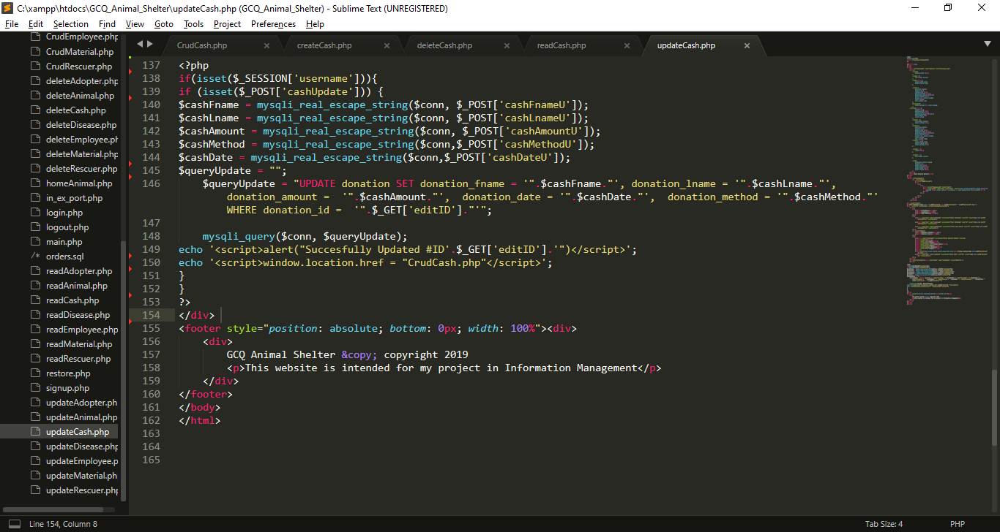 C:\xampp\htdocs\GCQ_Animal_Shelter\updateCash.php (GCQ_Animal_Shelter) - Sublime Text (UNREGISTERED)
File Edit Selection Find View Goto Tools Project Preferences Help
CrudEmployee.php
CrudMaterial.php
CrudRescuer.php
deleteAdopter.php
deleteAnimal.php
deleteCash.php
deleteDisease.php
deleteEmployee.ph
deleteMaterial.php
deleteRescuer.php
homeAnimal.php
in_ex_port.php
login.php
logout.php
main.php
/* orders.sql
readAdopter.php
readAnimal.php
readCash.php
readDisease.php
readEmployee.php
readMaterial.php
readRescuer.php
restore.php
signup.php
updateAdopter.ph
updateAnimal.php
updateCash.php
updateDisease.php
updateEmployee.p
updateMaterial.ph
updateRescuer.php
CrudCash.php × createCash.php × deleteCash.php × readCash.php × updateCash.php ×
137 <?php
138 if(isset($_SESSION['username'])){
139 if (isset($_POST['cashUpdate'])) {
140 $cashFname = mysqli_real_escape_string($conn, $_POST['cashFnameU']);
141 $cashLname = mysqli_real_escape_string($conn, $_POST['cashLnameU']);
142 $cashAmount = mysqli_real_escape_string($conn, $_POST['cashAmountU']);
143 $cashMethod = mysqli_real_escape_string($conn,$_POST['cashMethodU']);
144 $cashDate = mysqli_real_escape_string($conn,$_POST['cashDateU']);
145 $queryUpdate = "";
146 $queryUpdate = "UPDATE donation SET donation_fname = '".$cashFname."', donation_lname = '".$cashLname."',
donation_amount =  '".$cashAmount."',  donation_date = '".$cashDate."',  donation_method = '".$cashMethod."'
WHERE donation_id =  '".$_GET['editID']."'";
147
148 mysqli_query($conn, $queryUpdate);
149 echo '<script>alert("Succesfully Updated #ID'.$_GET['editID'].'")</script>';
150 echo '<script>window.location.href = "CrudCash.php"</script>';
151 }
152 }
153 ?>
154 </div>
155 <footer style="position: absolute; bottom: 0px; width: 100%"><div>
156 <div>
157 GCQ Animal Shelter &copy; copyright 2019
158 <p>This website is intended for my project in Information Management</p>
159 </div>
160 </footer>
161 </body>
162 </html>
163
164
165
Line 154, Column 8 Tab Size: 4 PHP